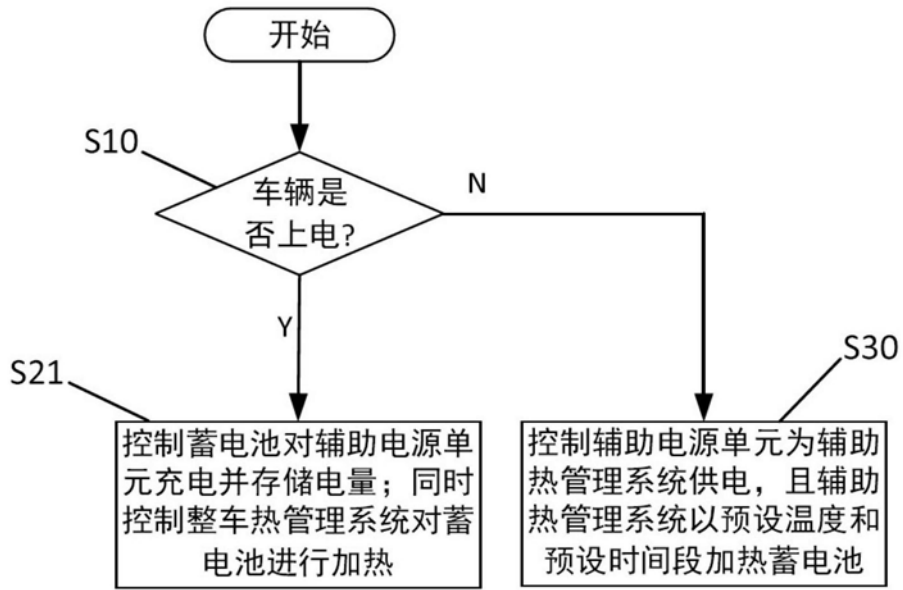 开始
S10
车辆是
否上电?
N
Y
S21
控制蓄电池对辅助电源单
元充电并存储电量；同时
控制整车热管理系统对蓄
电池进行加热
S30
控制辅助电源单元为辅助
热管理系统供电，且辅助
热管理系统以预设温度和
预设时间段加热蓄电池